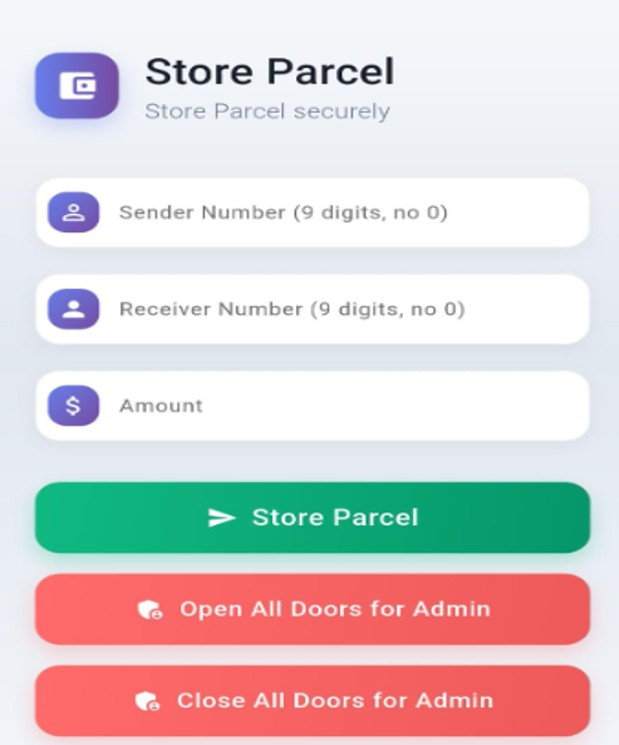 Store Parcel
Store Parcel securely
Sender Number (9 digits, no 0)
Receiver Number (9 digits, no 0)
$ Amount
Store Parcel
Open All Doors for Admin
Close All Doors for Admin